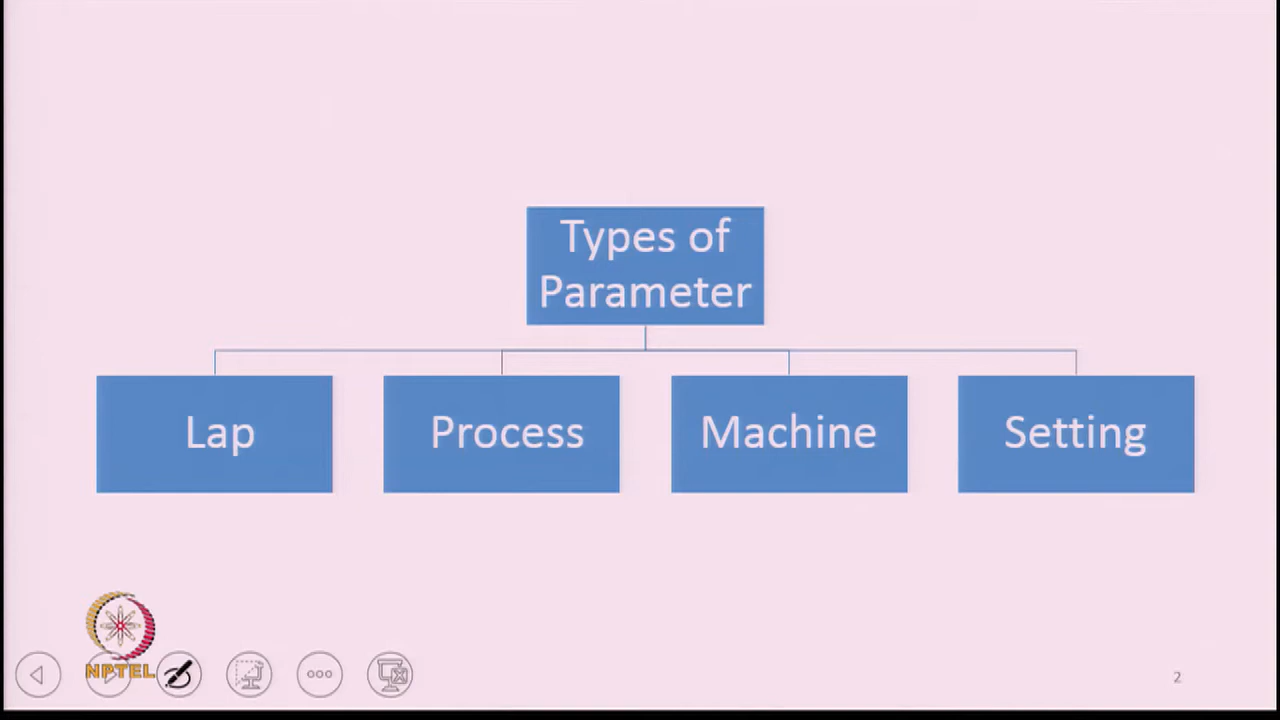 Types of
Parameter
Lap
Process
Machine
Setting
NPTEL
2